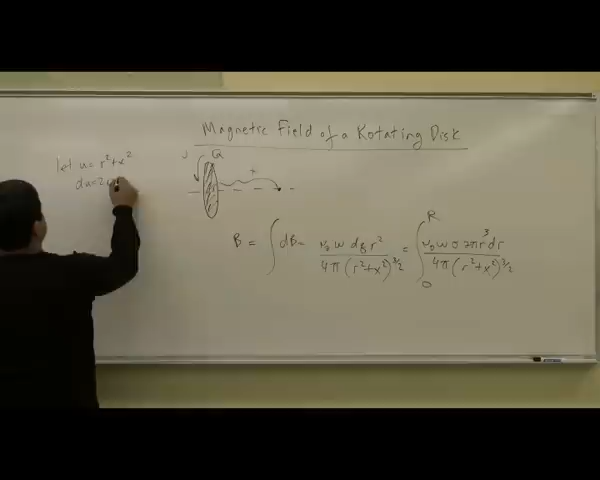 Magnetic Field of a Rotating Disk
let u = r² + x²
du = 2
Q
x
B = ∫ dB = μ₀ w dq r² / 4π (r² + x²)^3/2 = ∫₀^R μ₀ w σ 2π r³ dr / 4π (r² + x²)^3/2